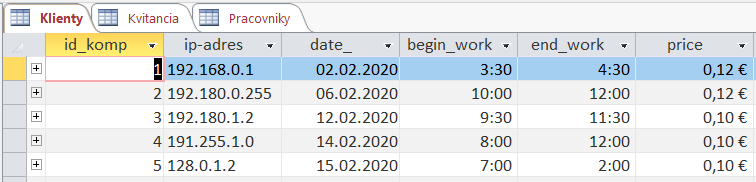 Klienty Kvitancia Pracovniky
id_komp ip-adres date_ begin_work end_work price
1 192.168.0.1 02.02.2020 3:30 4:30 0,12 €
2 192.180.0.255 06.02.2020 10:00 12:00 0,12 €
3 192.180.1.2 12.02.2020 9:30 11:30 0,10 €
4 191.255.1.0 14.02.2020 8:00 12:00 0,10 €
5 128.0.1.2 15.02.2020 7:00 2:00 0,10 €